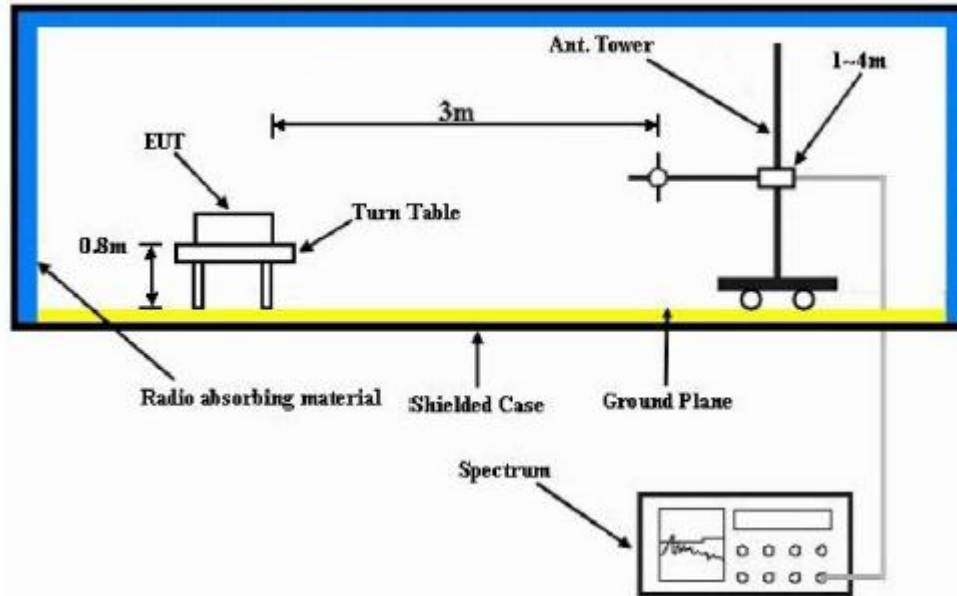 Ant. Tower
1~4m
3m
EUT
Turn Table
0.8m
Radio absorbing material
Shielded Case
Ground Plane
Spectrum